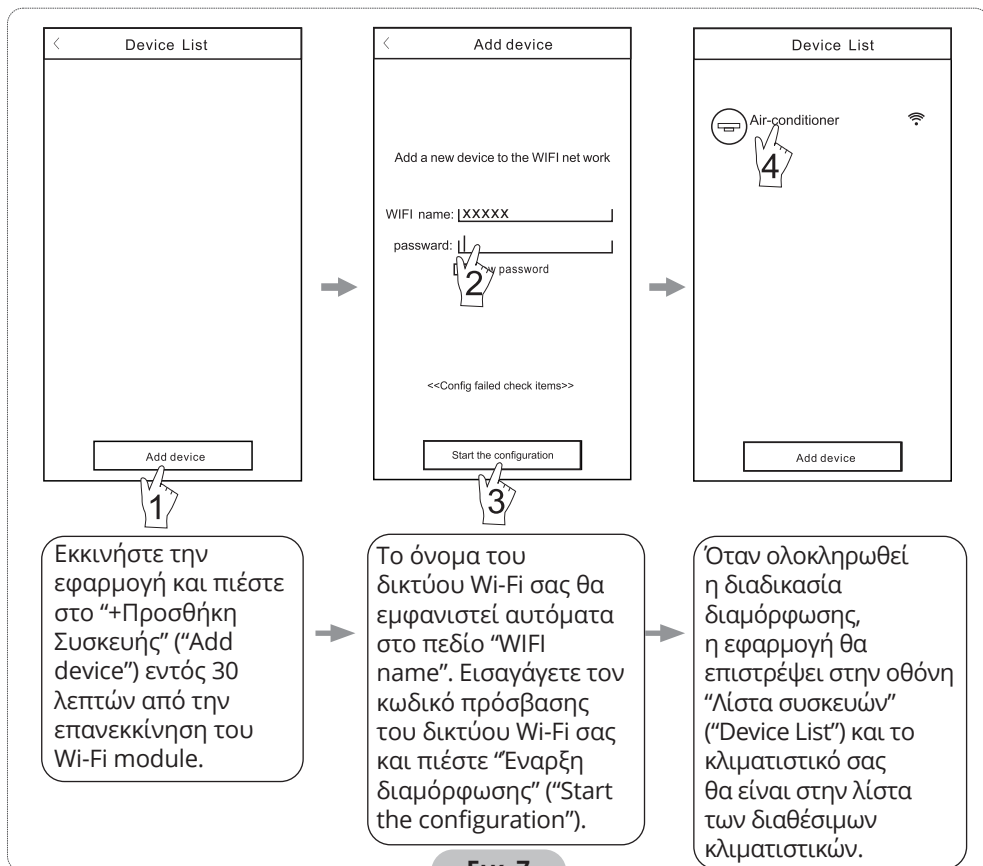 < Device List
Add device
1
< Add device
Add a new device to the WIFI net work
WIFI name: XXXXX
passward:
2 w password
<<Config failed check items>>
Start the configuration
3
Device List
Air-conditioner
4
Add device
Εκκινήστε την
εφαρμογή και πιέστε
στο “+Προσθήκη
Συσκευής” (“Add
device”) εντός 30
λεπτών από την
επανεκκίνηση του
Wi-Fi module.
Το όνομα του
δικτύου Wi-Fi σας θα
εμφανιστεί αυτόματα
στο πεδίο “WIFI
name”. Εισαγάγετε τον
κωδικό πρόσβασης
του δικτύου Wi-Fi σας
και πιέστε “Έναρξη
διαμόρφωσης” (“Start
the configuration”).
Όταν ολοκληρωθεί
η διαδικασία
διαμόρφωσης,
η εφαρμογή θα
επιστρέψει στην οθόνη
“Λίστα συσκευών”
(“Device List”) και το
κλιματιστικό σας
θα είναι στην λίστα
των διαθέσιμων
κλιματιστικών.